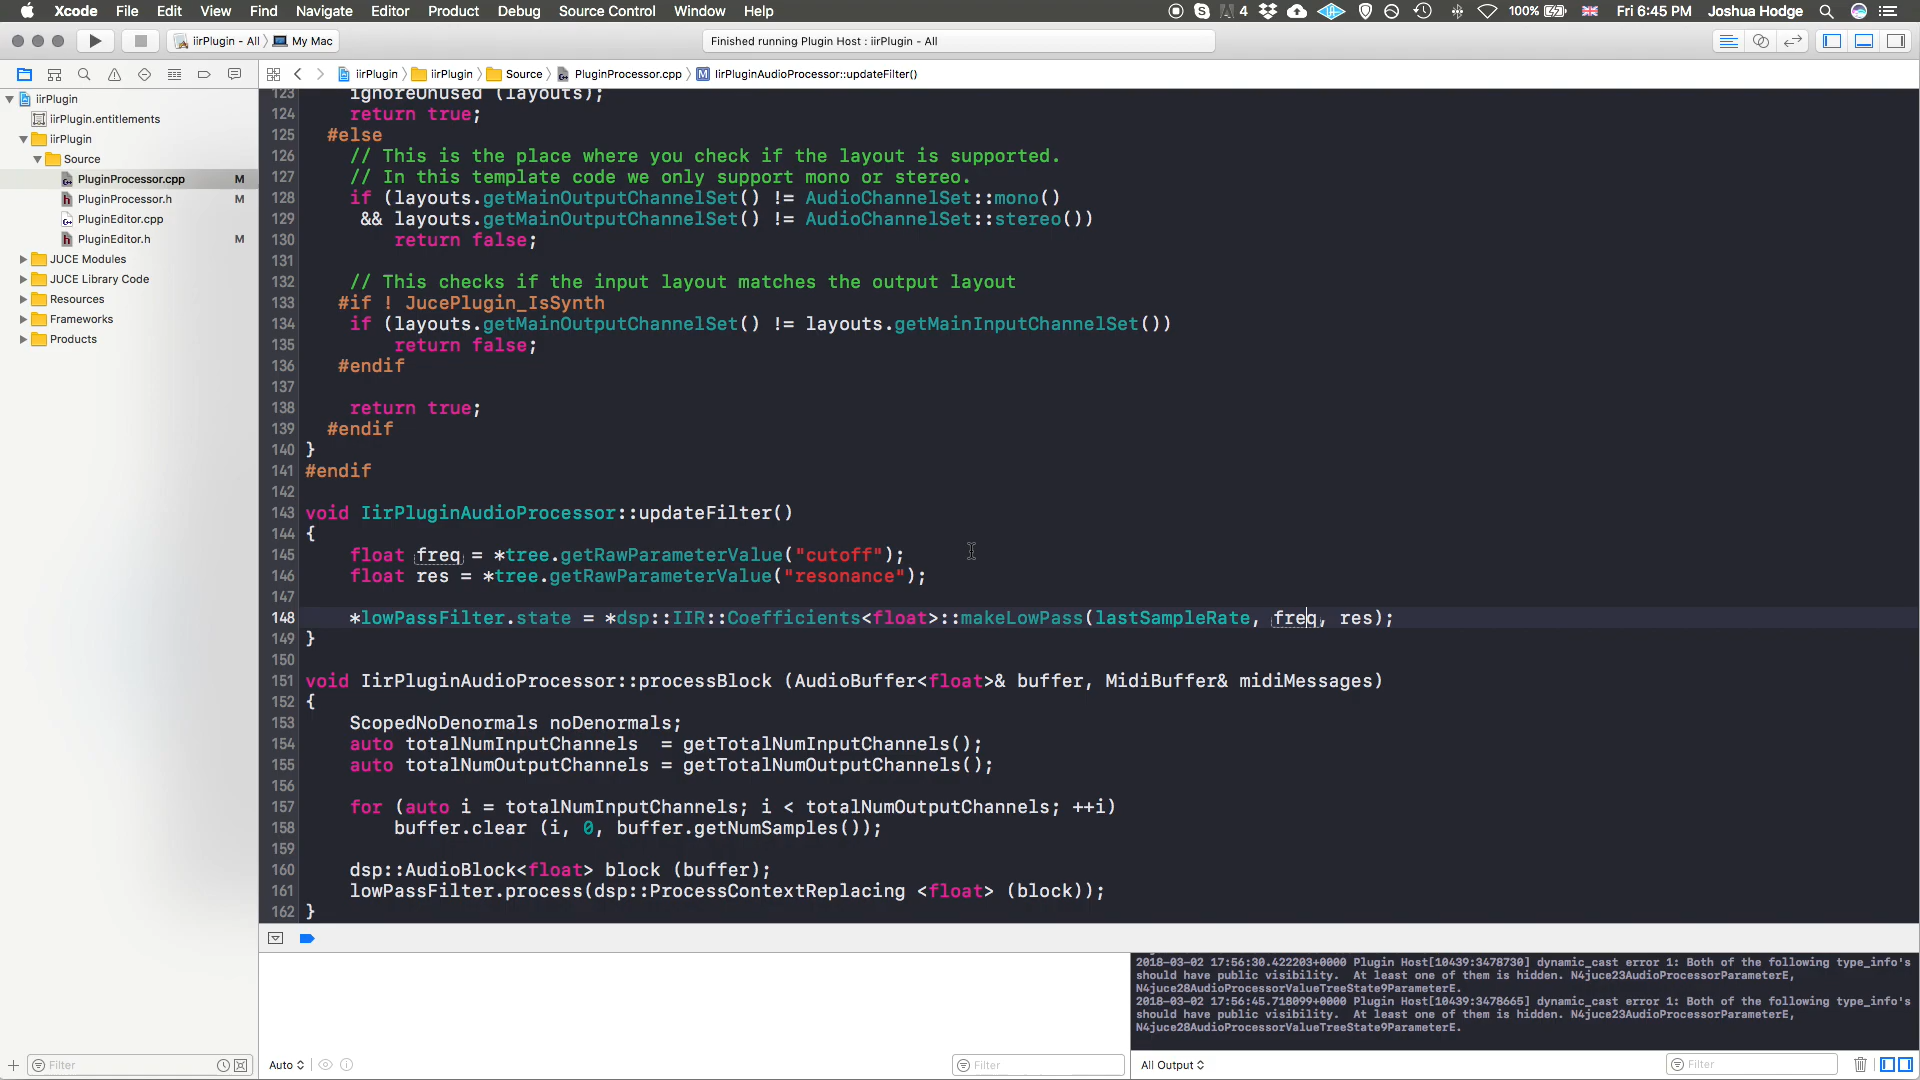 Xcode File Edit View Find Navigate Editor Product Debug Source Control Window Help 4 100% Fri 6:45 PM Joshua Hodge
iirPlugin - All My Mac Finished running Plugin Host : iirPlugin - All
iirPlugin iirPlugin Source PluginProcessor.cpp M IirPluginAudioProcessor::updateFilter()
iirPlugin
iirPlugin.entitlements
iirPlugin
Source
PluginProcessor.cpp M
PluginProcessor.h M
PluginEditor.cpp
PluginEditor.h M
JUCE Modules
JUCE Library Code
Resources
Frameworks
Products
123 ignoreUnused (layouts);
124 return true;
125 #else
126 // This is the place where you check if the layout is supported.
127 // In this template code we only support mono or stereo.
128 if (layouts.getMainOutputChannelSet() != AudioChannelSet::mono()
129 && layouts.getMainOutputChannelSet() != AudioChannelSet::stereo())
130 return false;
131
132 // This checks if the input layout matches the output layout
133 #if ! JucePlugin_IsSynth
134 if (layouts.getMainOutputChannelSet() != layouts.getMainInputChannelSet())
135 return false;
136 #endif
137
138 return true;
139 #endif
140 }
141 #endif
142
143 void IirPluginAudioProcessor::updateFilter()
144 {
145 float freq = *tree.getRawParameterValue("cutoff");
146 float res = *tree.getRawParameterValue("resonance");
147
148 *lowPassFilter.state = *dsp::IIR::Coefficients<float>::makeLowPass(lastSampleRate, freq, res);
149 }
150
151 void IirPluginAudioProcessor::processBlock (AudioBuffer<float>& buffer, MidiBuffer& midiMessages)
152 {
153 ScopedNoDenormals noDenormals;
154 auto totalNumInputChannels  = getTotalNumInputChannels();
155 auto totalNumOutputChannels = getTotalNumOutputChannels();
156
157 for (auto i = totalNumInputChannels; i < totalNumOutputChannels; ++i)
158 buffer.clear (i, 0, buffer.getNumSamples());
159
160 dsp::AudioBlock<float> block (buffer);
161 lowPassFilter.process(dsp::ProcessContextReplacing <float> (block));
162 }
2018-03-02 17:56:30.422203+0000 Plugin Host[10439:3478730] dynamic_cast error 1: Both of the following type_info's
should have public visibility.  At least one of them is hidden. N4juce23AudioProcessorParameterE,
N4juce28AudioProcessorValueTreeState9ParameterE.
2018-03-02 17:56:45.718099+0000 Plugin Host[10439:3478665] dynamic_cast error 1: Both of the following type_info's
should have public visibility.  At least one of them is hidden. N4juce23AudioProcessorParameterE,
N4juce28AudioProcessorValueTreeState9ParameterE.
Filter Auto Filter All Output Filter